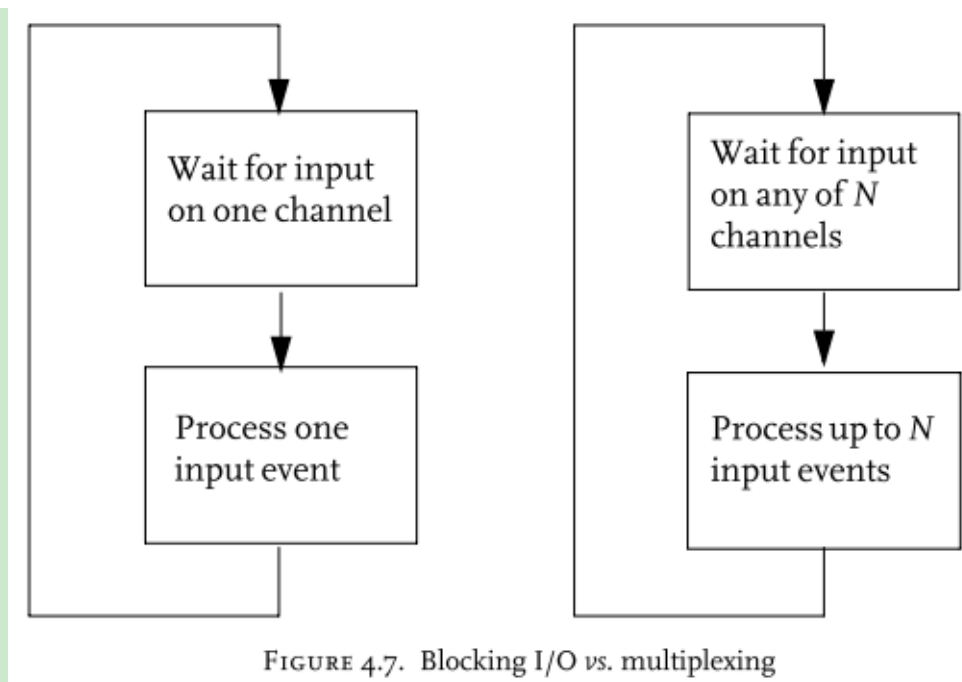 Wait for input
on one channel
Process one
input event
Wait for input
on any of N
channels
Process up to N
input events
FIGURE 4.7. Blocking I/O vs. multiplexing